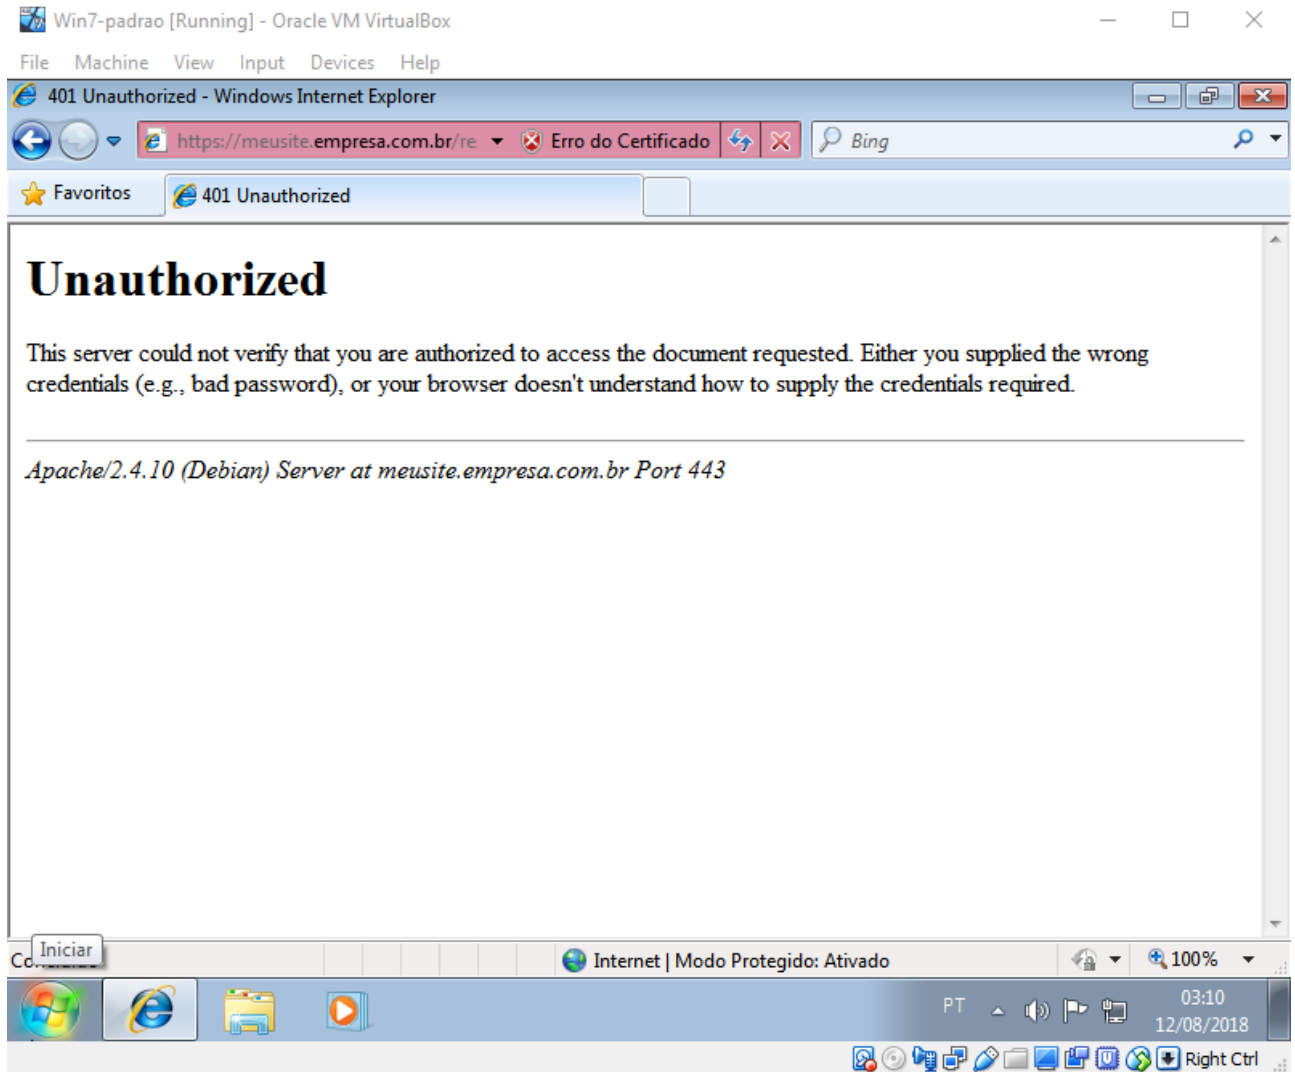 Win7-padrao [Running] - Oracle VM VirtualBox
File Machine View Input Devices Help
401 Unauthorized - Windows Internet Explorer
https://meusite.empresa.com.br/re Erro do Certificado Bing
Favoritos 401 Unauthorized
Unauthorized
This server could not verify that you are authorized to access the document requested. Either you supplied the wrong
credentials (e.g., bad password), or your browser doesn't understand how to supply the credentials required.
Apache/2.4.10 (Debian) Server at meusite.empresa.com.br Port 443
Iniciar
Internet | Modo Protegido: Ativado 100%
PT 03:10
12/08/2018
Right Ctrl